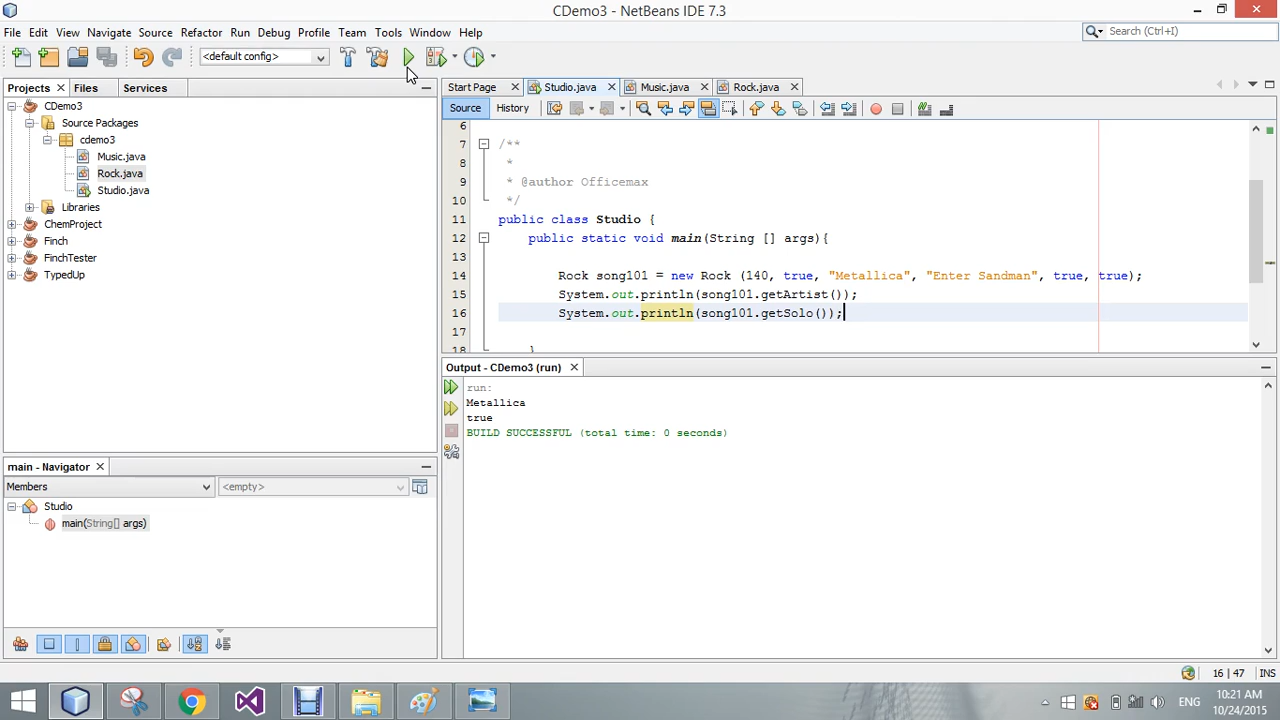 CDemo3 - NetBeans IDE 7.3
File Edit View Navigate Source Refactor Run Debug Profile Team Tools Window Help
Search (Ctrl+I)
<default config>
Projects Files Services
CDemo3
Source Packages
cdemo3
Music.java
Rock.java
Studio.java
Libraries
ChemProject
Finch
FinchTester
TypedUp
main - Navigator
Members
<empty>
Studio
main(String[] args)
Start Page Studio.java Music.java Rock.java
Source History
6
7 /**
8 *
9 * @author Officemax
10 */
11 public class Studio {
12 public static void main(String [] args){
13
14 Rock song101 = new Rock (140, true, "Metallica", "Enter Sandman", true, true);
15 System.out.println(song101.getArtist());
16 System.out.println(song101.getSolo());
17
18 }
Output - CDemo3 (run)
run:
Metallica
true
BUILD SUCCESSFUL (total time: 0 seconds)
16 | 47 INS
ENG
10:21 AM
10/24/2015